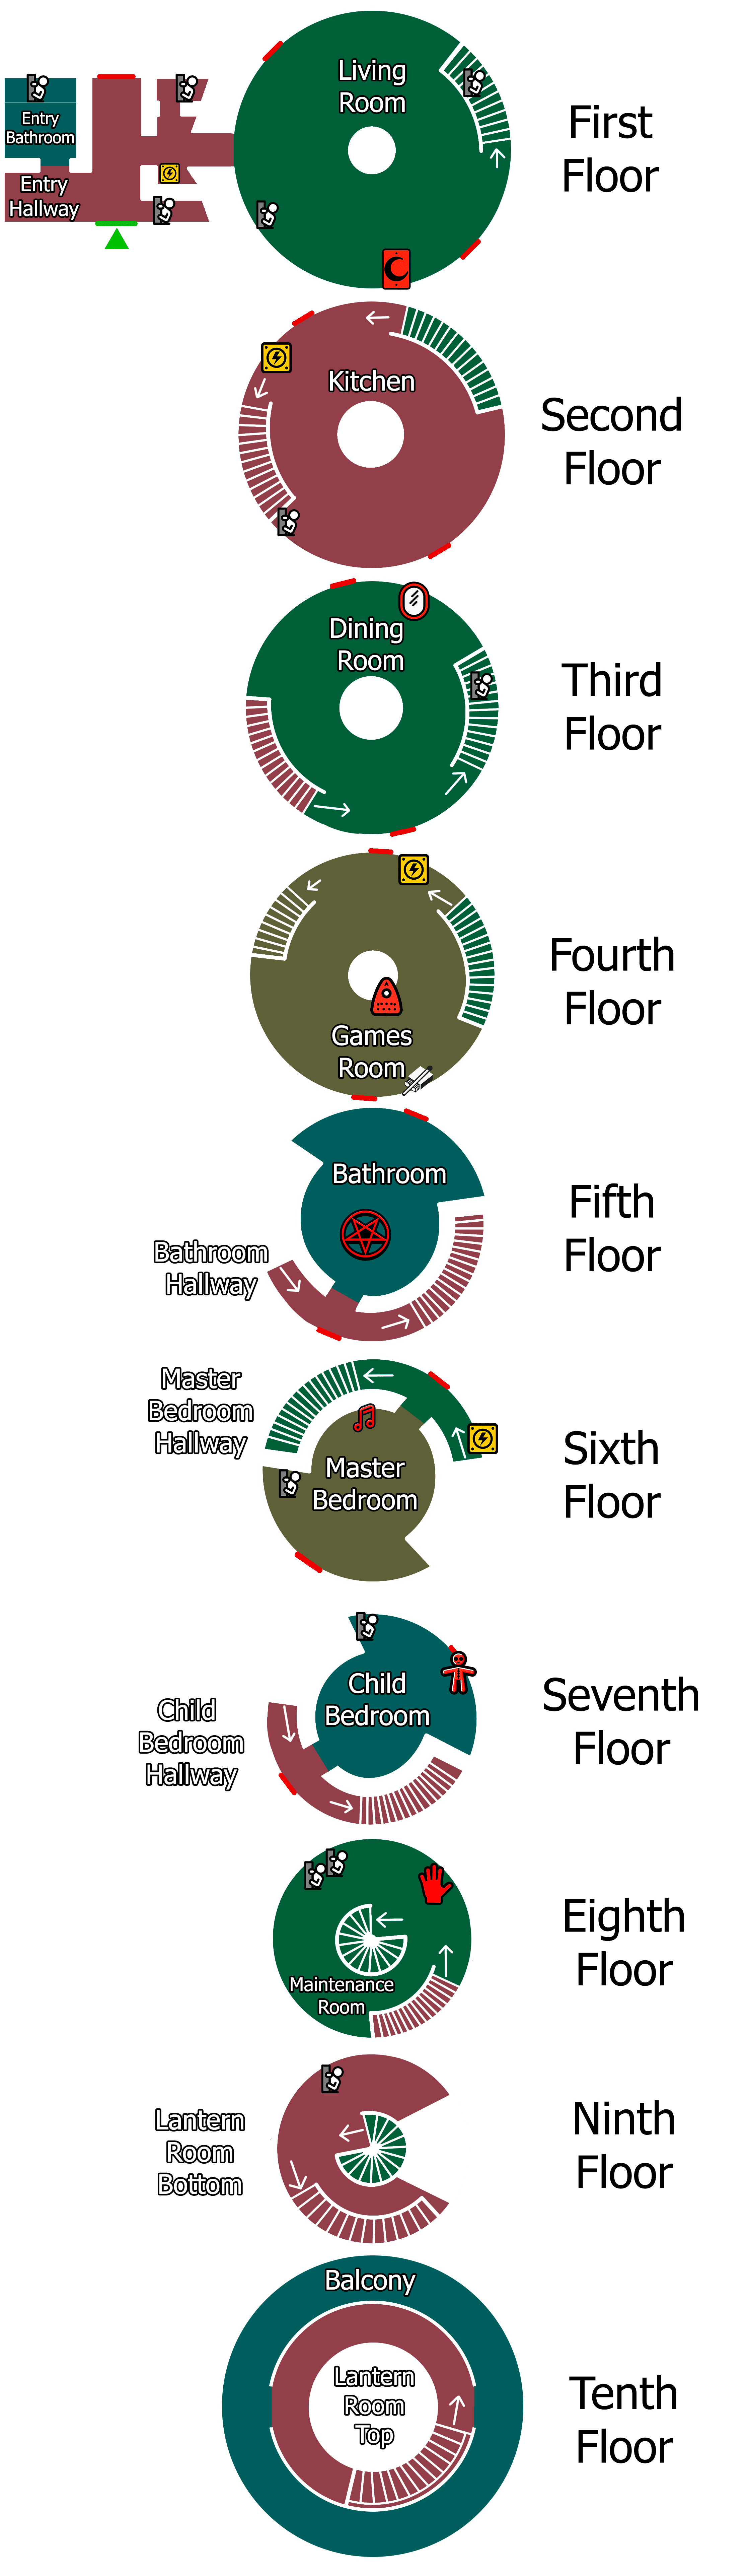 Living
Room
First
Floor
Entry
Bathroom
Entry
Hallway
Kitchen
Second
Floor
Dining
Room
Third
Floor
Games
Room
Fourth
Floor
Bathroom
Bathroom
Hallway
Fifth
Floor
Master
Bedroom
Hallway
Master
Bedroom
Sixth
Floor
Child
Bedroom
Child
Bedroom
Hallway
Seventh
Floor
Maintenance
Room
Eighth
Floor
Lantern
Room
Bottom
Ninth
Floor
Balcony
Lantern
Room
Top
Tenth
Floor